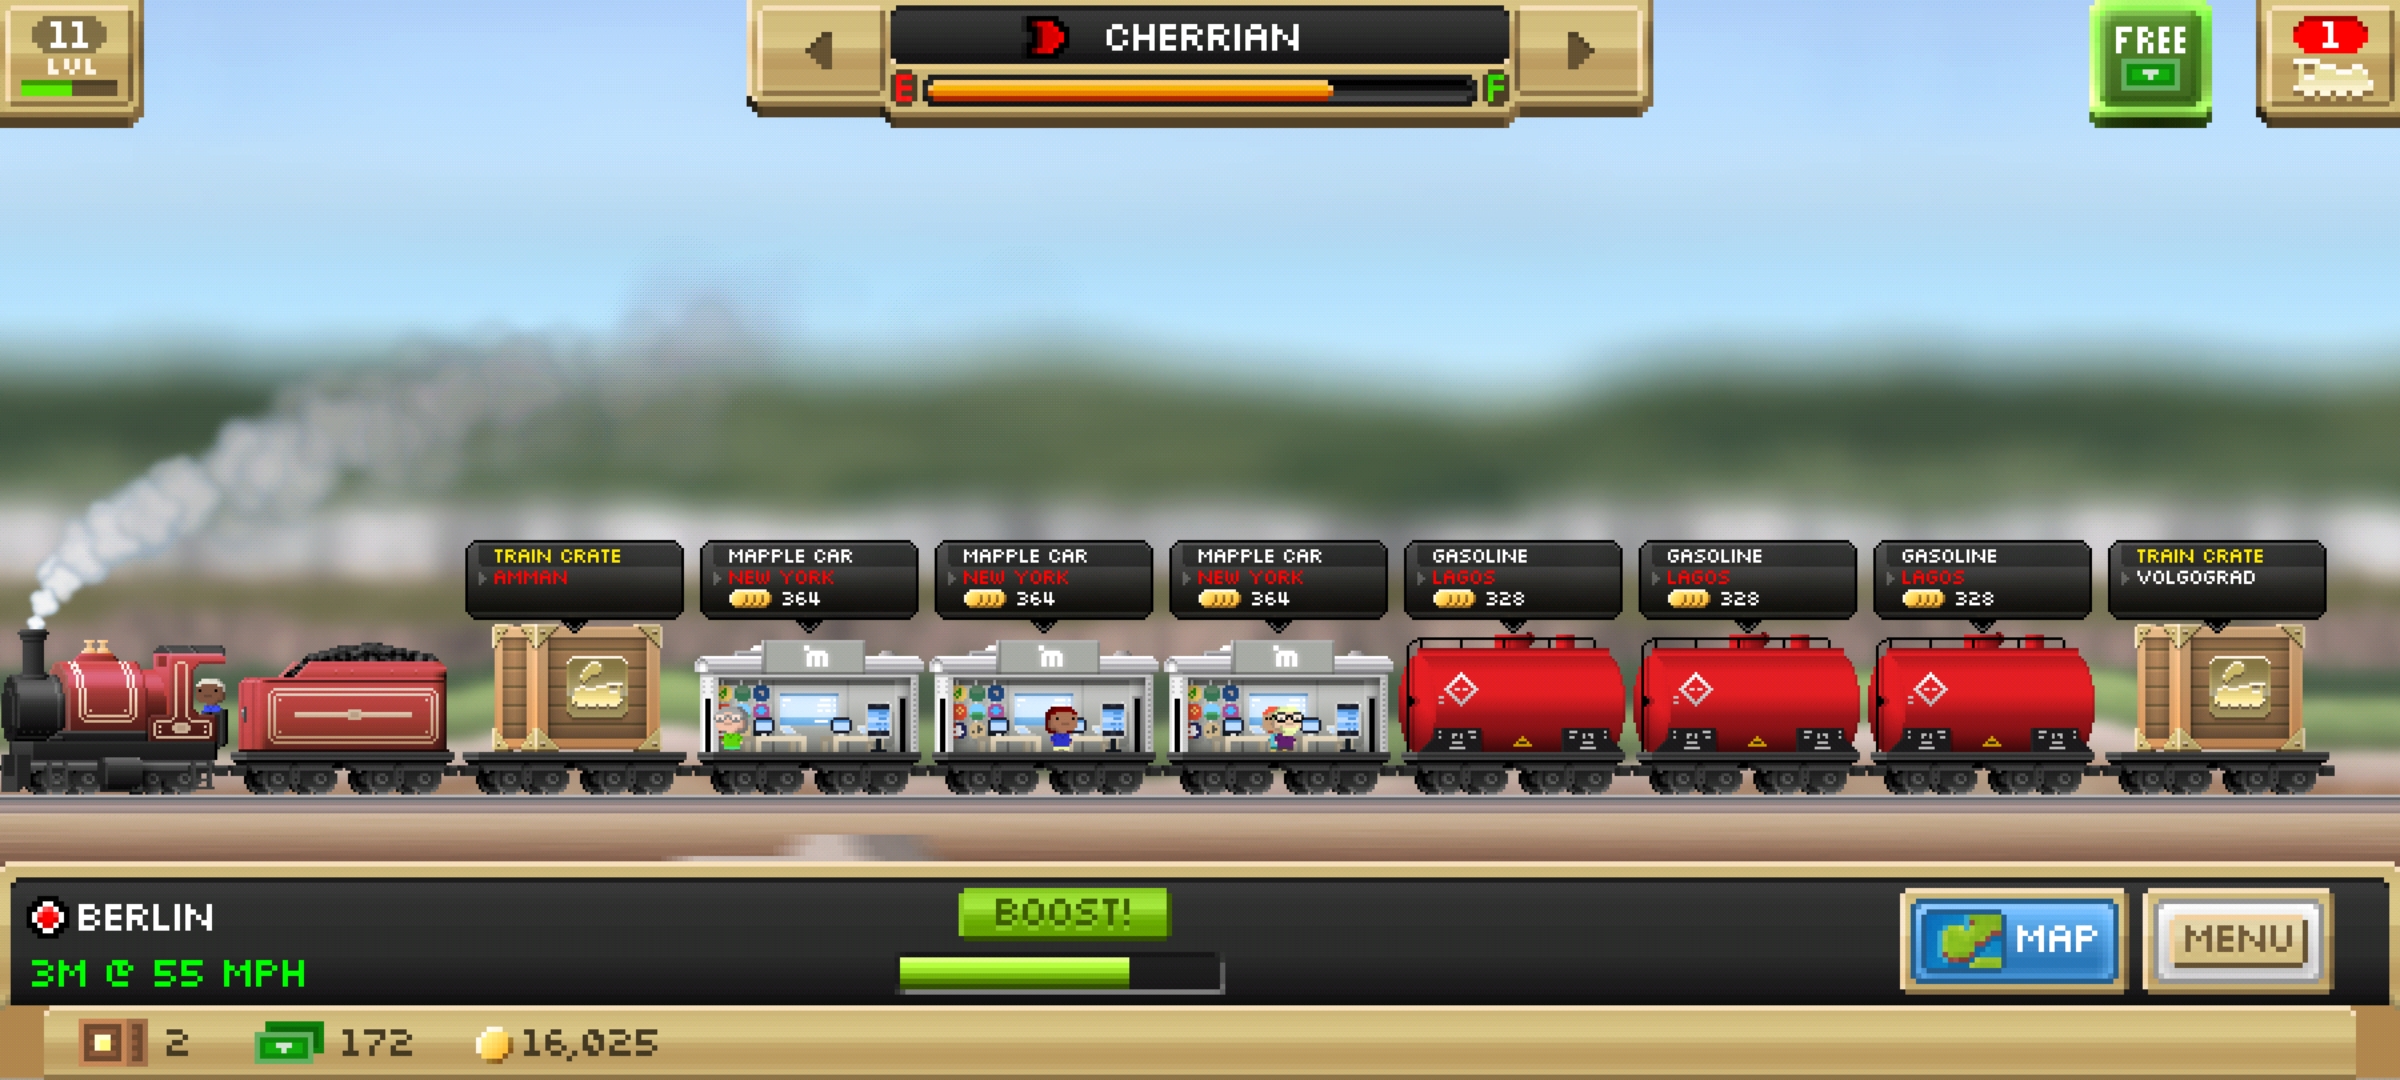 11
LVL
CHERRIAN
E
F
FREE
1
TRAIN CRATE
AMMAN
MAPPLE CAR
NEW YORK
364
MAPPLE CAR
NEW YORK
364
MAPPLE CAR
NEW YORK
364
GASOLINE
LAGOS
328
GASOLINE
LAGOS
328
GASOLINE
LAGOS
328
TRAIN CRATE
VOLGOGRAD
m
m
m
BERLIN
3M @ 55 MPH
BOOST!
MAP
MENU
2
172
16,025